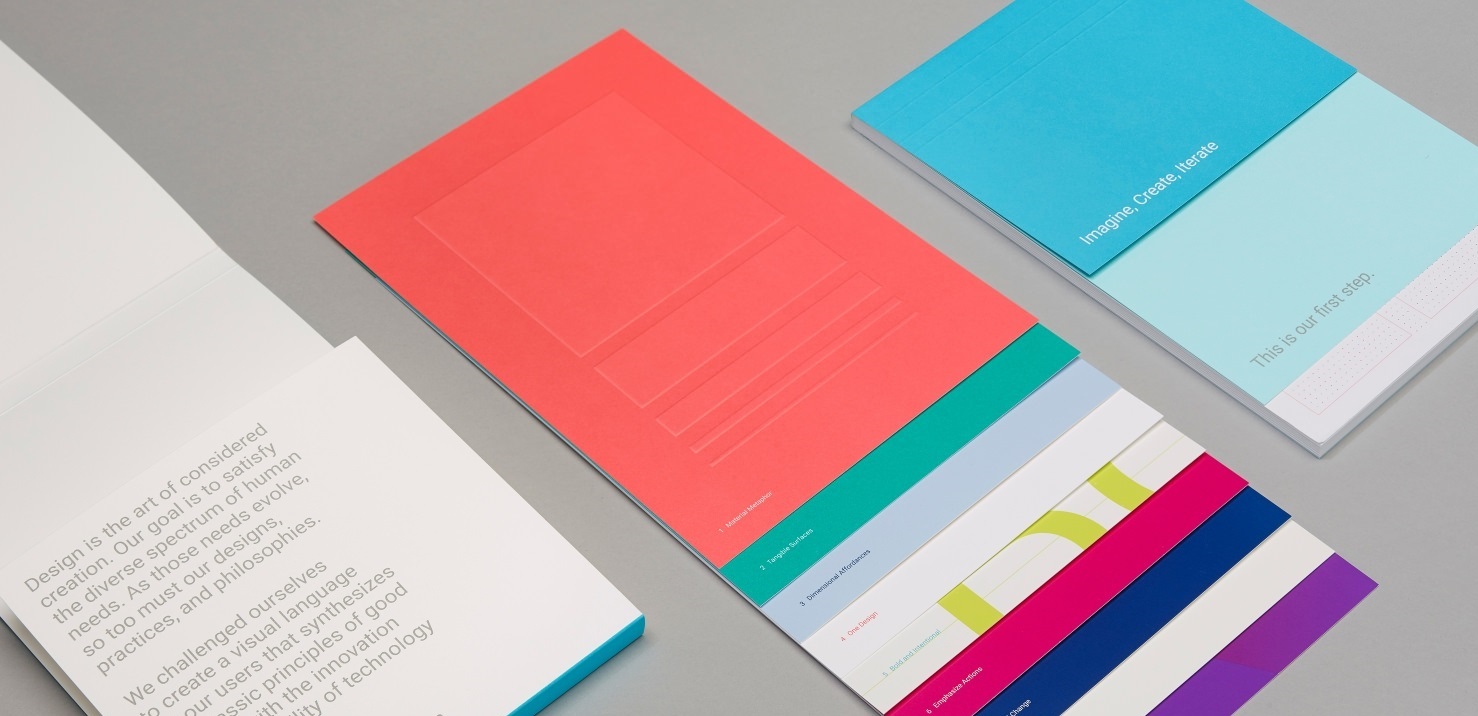 Design is the art of considered
creation. Our goal is to satisfy
the diverse spectrum of human
needs. As those needs evolve,
so too must our designs,
practices, and philosophies.
We challenged ourselves
to create a visual language
our users that synthesizes
principles of good
the innovation
of technology
1 Material Metaphor
2 Tangible Surfaces
3 Dimensional Affordances
4 One Design
5 Bold and Intentional
6 Emphasize Actions
Change
Imagine, Create, Iterate
This is our first step.